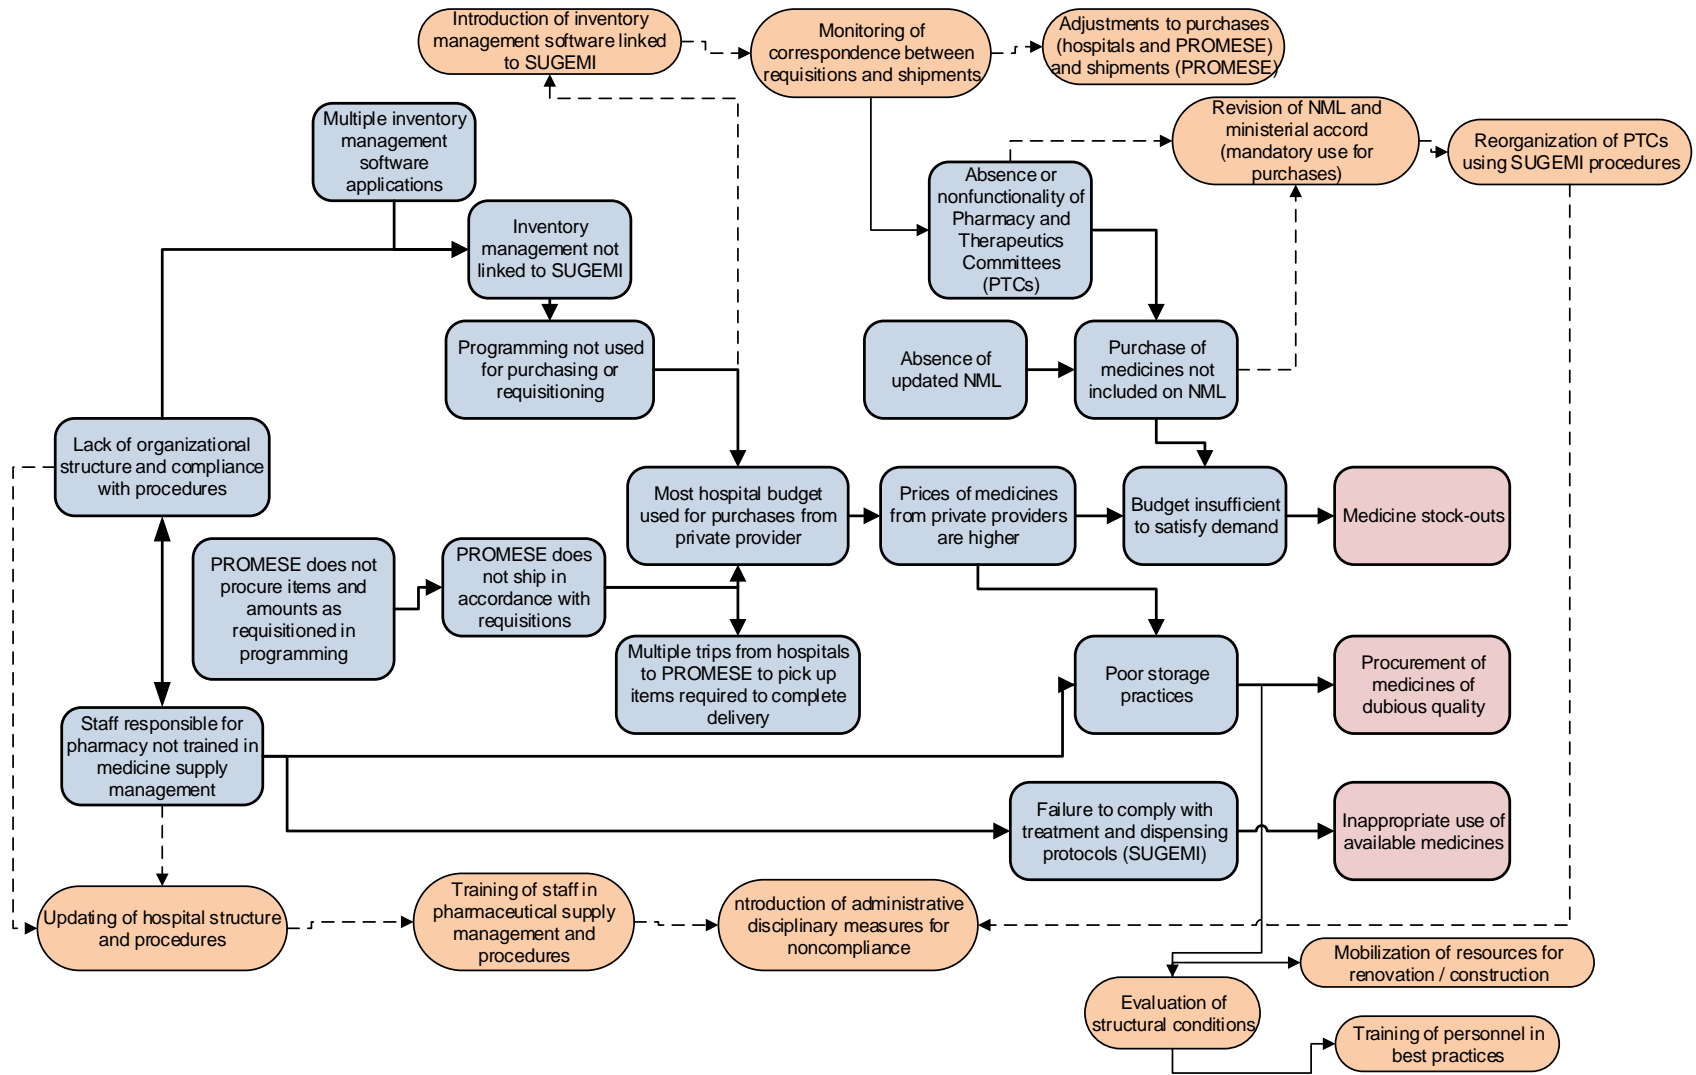 Introduction of inventory
management software linked
to SUGEMI
Monitoring of
correspondence between
requisitions and shipments
Adjustments to purchases
(hospitals and PROMESE)
and shipments (PROMESE)
Multiple inventory
management
software
applications
Revision of NML and
ministerial accord
(mandatory use for
purchases)
Reorganization of PTCs
using SUGEMI procedures
Inventory
management not
linked to SUGEMI
Absence or
nonfunctionality of
Pharmacy and
Therapeutics
Committees
(PTCs)
Programming not used
for purchasing or
requisitioning
Absence of
updated NML
Purchase of
medicines not
included on NML
Lack of organizational
structure and compliance
with procedures
Most hospital budget
used for purchases from
private provider
Prices of medicines
from private providers
are higher
Budget insufficient
to satisfy demand
Medicine stock-outs
PROMESE does not
procure items and
amounts as
requisitioned in
programming
PROMESE does
not ship in
accordance with
requisitions
Multiple trips from hospitals
to PROMESE to pick up
items required to complete
delivery
Poor storage
practices
Procurement of
medicines of
dubious quality
Staff responsible for
pharmacy not trained in
medicine supply
management
Failure to comply with
treatment and dispensing
protocols (SUGEMI)
Inappropriate use of
available medicines
Updating of hospital structure
and procedures
Training of staff in
pharmaceutical supply
management and
procedures
ntroduction of administrative
disciplinary measures for
noncompliance
Mobilization of resources for
renovation / construction
Evaluation of
structural conditions
Training of personnel in
best practices